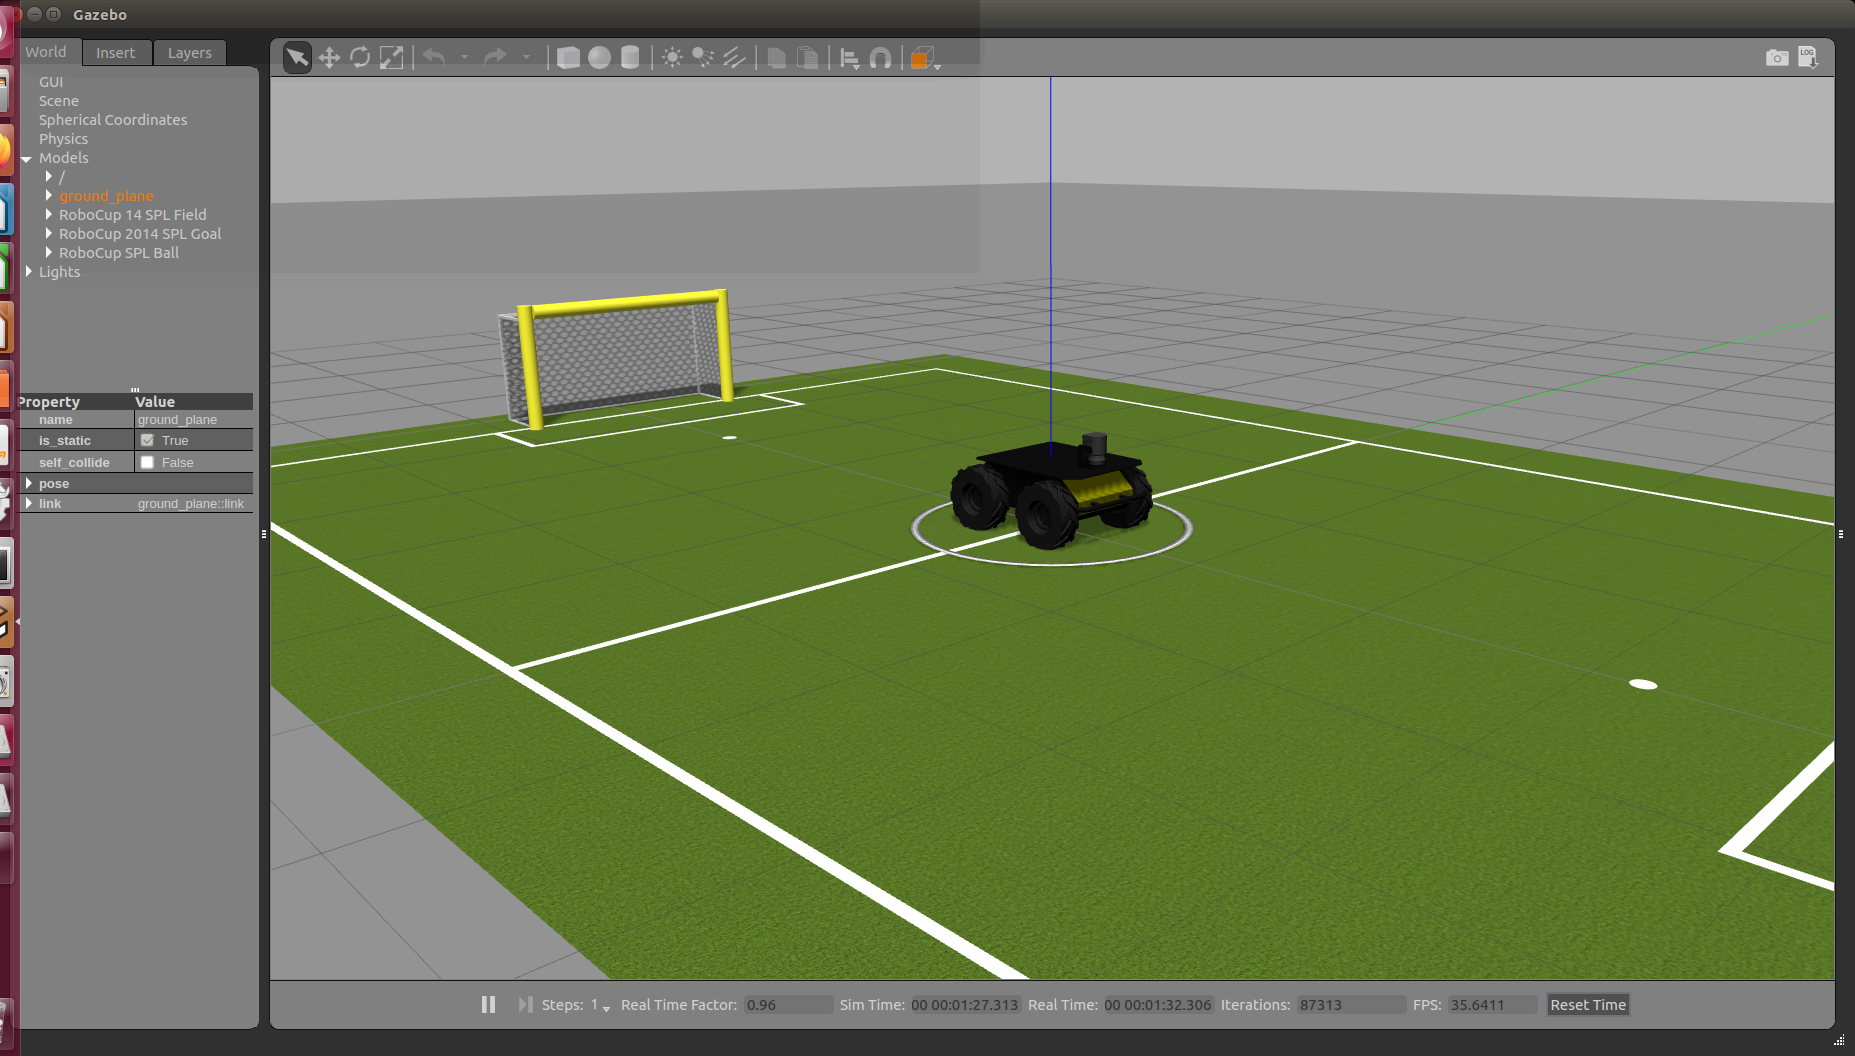 Gazebo
World Insert Layers
LOG
GUI
Scene
Spherical Coordinates
Physics
Models
/
ground_plane
RoboCup 14 SPL Field
RoboCup 2014 SPL Goal
RoboCup SPL Ball
Lights
Property Value
name ground_plane
is_static True
self_collide False
pose
link ground_plane::link
Steps: 1 Real Time Factor: 0.96 Sim Time: 00 00:01:27.313 Real Time: 00 00:01:32.306 Iterations: 87313 FPS: 35.6411 Reset Time